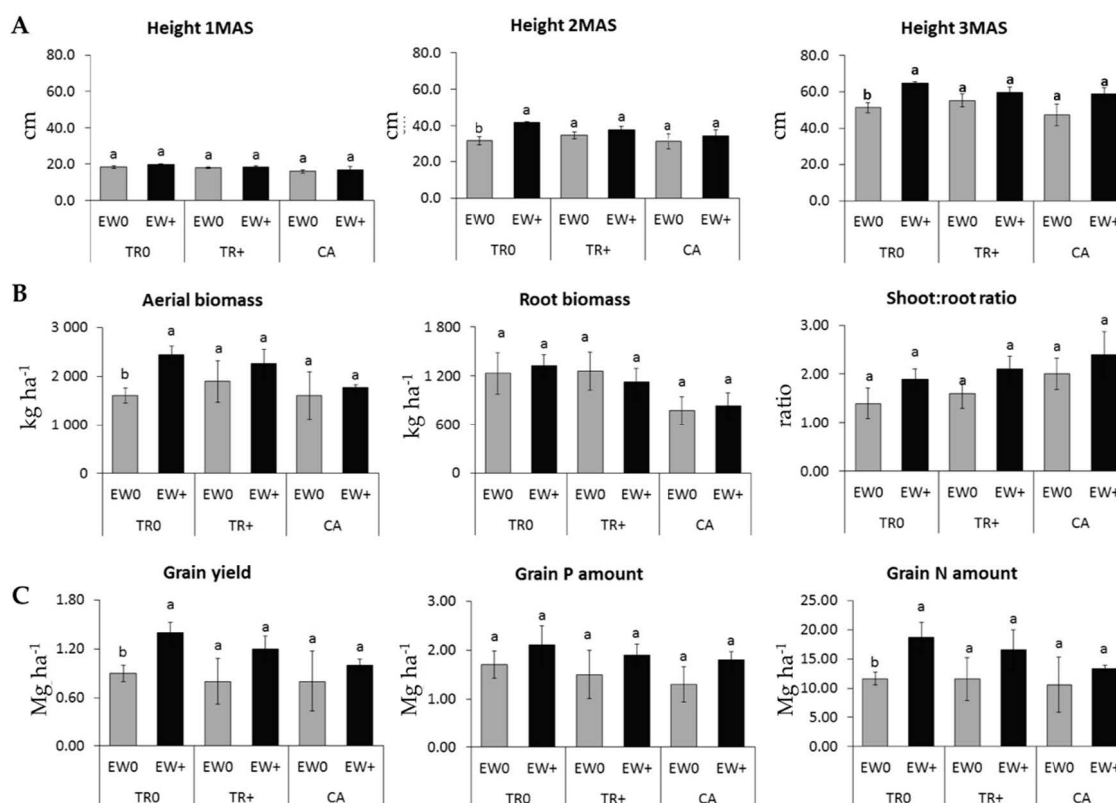 A
Height 1MAS
80.0
60.0
40.0
20.0
0.0
cm
a a a a a a
EW0 EW+ EW0 EW+ EW0 EW+
TR0 TR+ CA
Height 2MAS
80.0
60.0
40.0
20.0
0.0
cm
b a a a a a
EW0 EW+ EW0 EW+ EW0 EW+
TR0 TR+ CA
Height 3MAS
80.0
60.0
40.0
20.0
0.0
cm
b a a a a a
EW0 EW+ EW0 EW+ EW0 EW+
TR0 TR+ CA
B
Aerial biomass
3 000
2 000
1 000
0
kg ha-1
b a a a a a
EW0 EW+ EW0 EW+ EW0 EW+
TR0 TR+ CA
Root biomass
1 800
1 200
600
0
kg ha-1
a a a a a a
EW0 EW+ EW0 EW+ EW0 EW+
TR0 TR+ CA
Shoot:root ratio
3.00
2.00
1.00
0.00
ratio
a a a a a a
EW0 EW+ EW0 EW+ EW0 EW+
TR0 TR+ CA
C
Grain yield
1.80
1.20
0.60
0.00
Mg ha-1
b a a a a a
EW0 EW+ EW0 EW+ EW0 EW+
TR0 TR+ CA
Grain P amount
3.00
2.00
1.00
0.00
Mg ha-1
a a a a a a
EW0 EW+ EW0 EW+ EW0 EW+
TR0 TR+ CA
Grain N amount
25.00
20.00
15.00
10.00
5.00
0.00
Mg ha-1
b a a a a a
EW0 EW+ EW0 EW+ EW0 EW+
TR0 TR+ CA